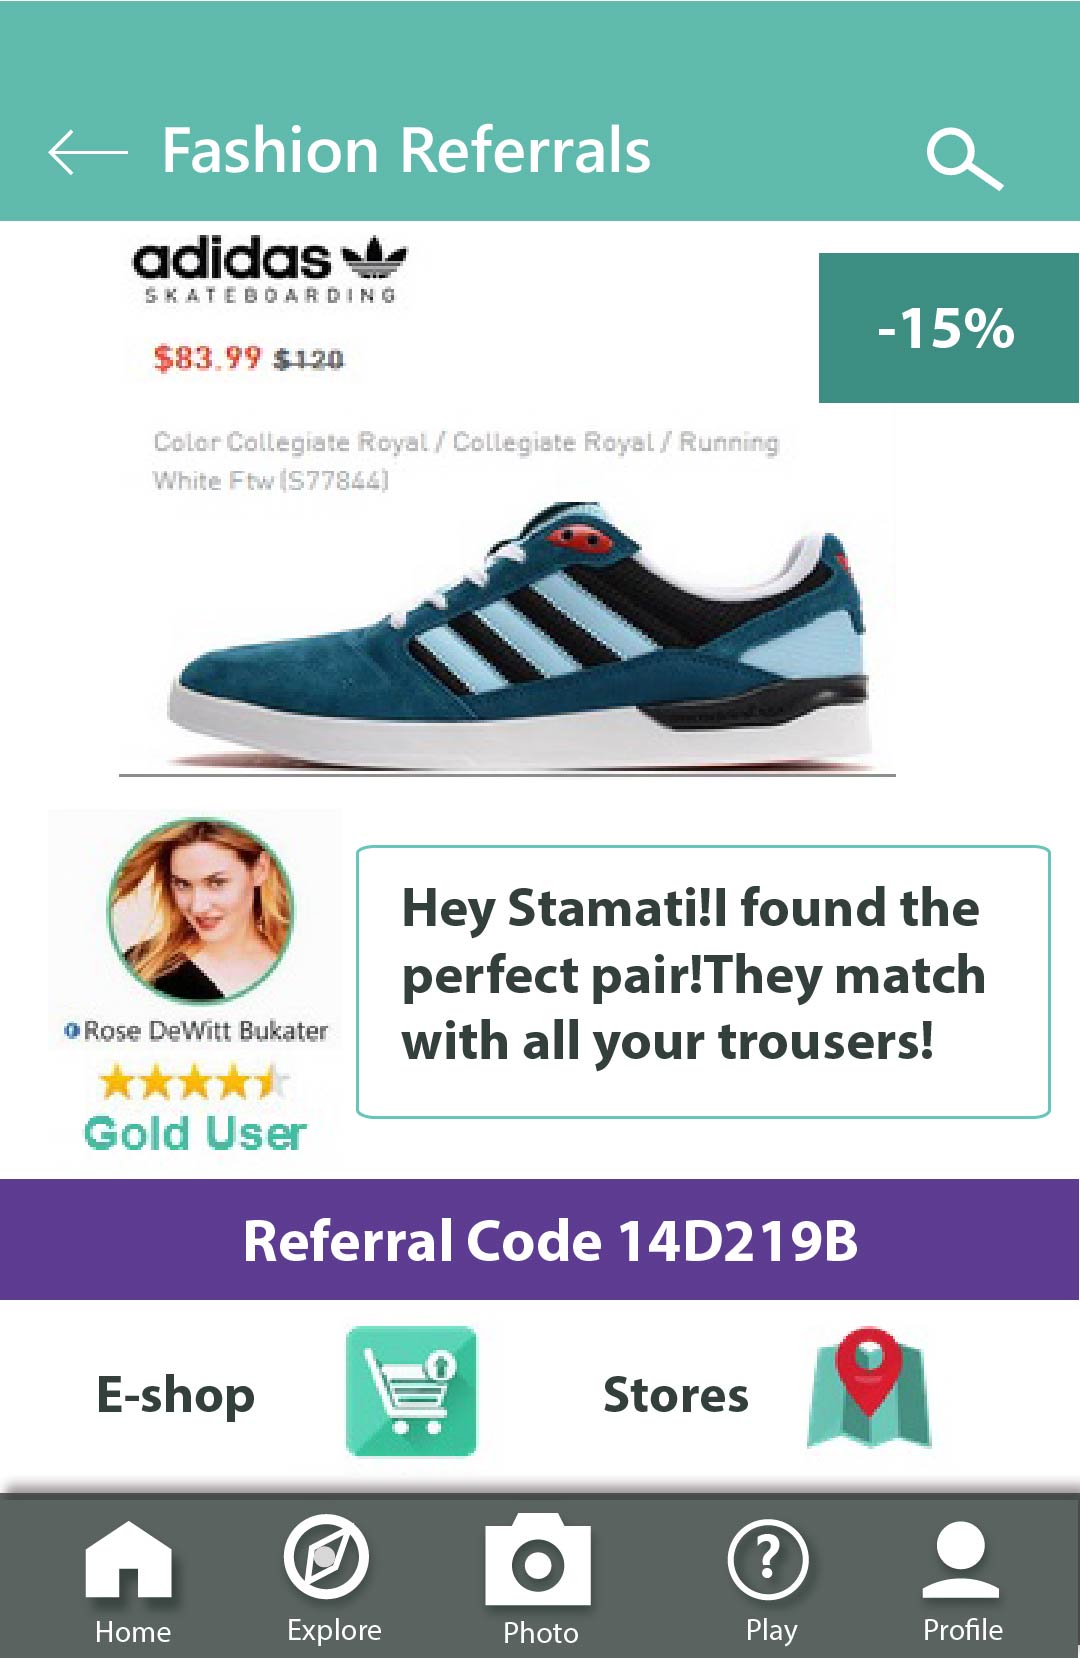 Fashion Referrals
adidas
SKATEBOARDING
-15%
$83.99 $120
Color Collegiate Royal / Collegiate Royal / Running
White Ftw (S77844)
Hey Stamati!I found the
perfect pair!They match
with all your trousers!
Rose DeWitt Bukater
Gold User
Referral Code 14D219B
E-shop
Stores
Home
Explore
Photo
?
Play
Profile